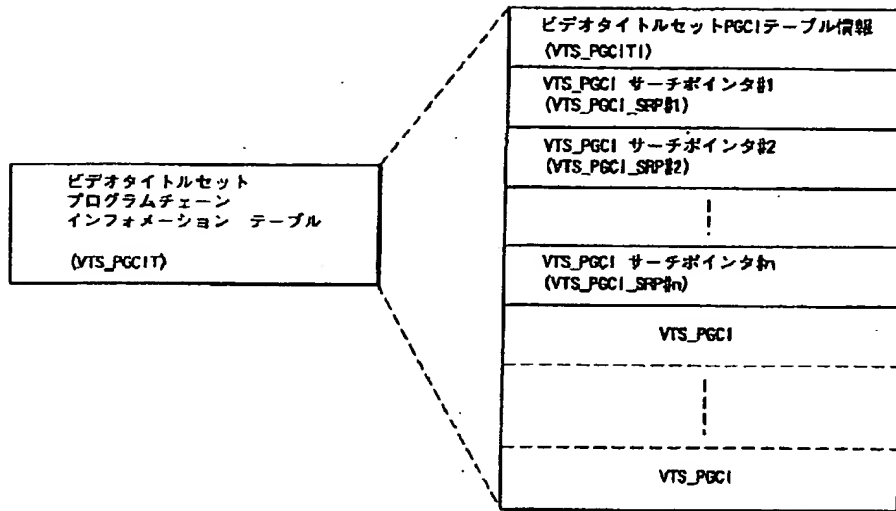 ビデオタイトルセットPGCIテーブル情報
(VTS_PGCITI)
VTS_PGCI サーチポインタ#1
(VTS_PGCI_SRP#1)
VTS_PGCI サーチポインタ#2
(VTS_PGCI_SRP#2)
ビデオタイトルセット
プログラムチェーン
インフォメーション テーブル
(VTS_PGCIT)
VTS_PGCI サーチポインタ#n
(VTS_PGCI_SRP#n)
VTS_PGCI
VTS_PGCI